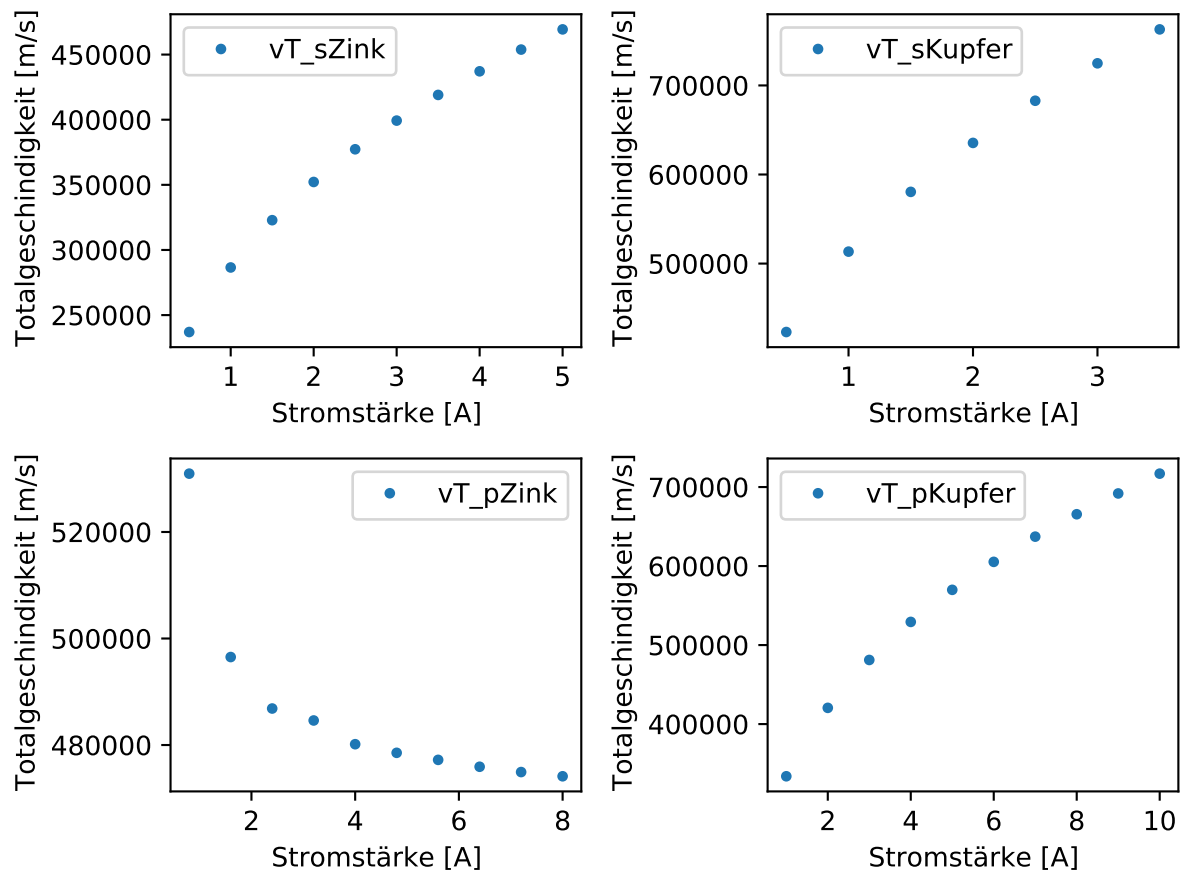 Totalgeschindigkeit [m/s]
450000
400000
350000
300000
250000
vT_sZink
1 2 3 4 5
Stromstärke [A]
Totalgeschindigkeit [m/s]
700000
600000
500000
vT_sKupfer
1 2 3
Stromstärke [A]
Totalgeschindigkeit [m/s]
520000
500000
480000
vT_pZink
2 4 6 8
Stromstärke [A]
Totalgeschindigkeit [m/s]
700000
600000
500000
400000
vT_pKupfer
2 4 6 8 10
Stromstärke [A]